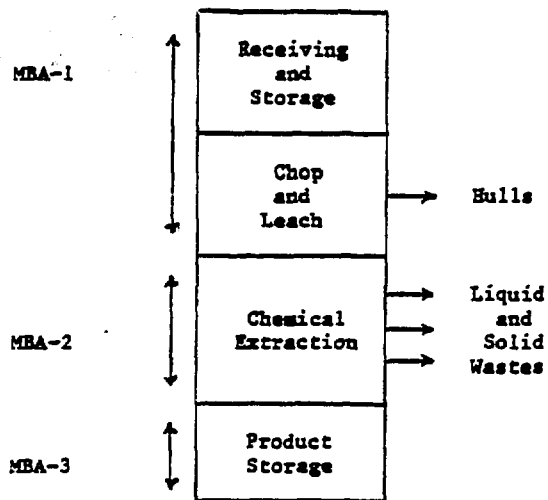 MBA-1
Receiving
and
Storage
Chop
and
Leach
Hulls
MBA-2
Chemical
Extraction
Liquid
and
Solid
Wastes
MBA-3
Product
Storage